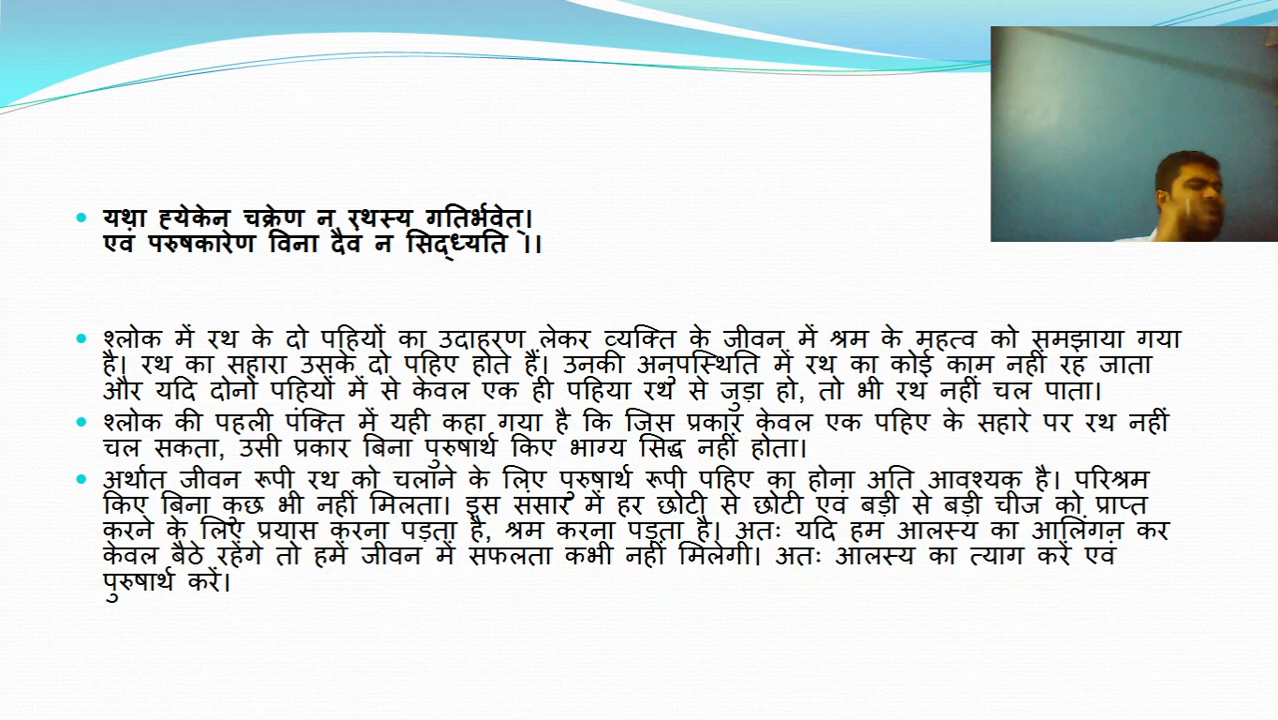 यथा ह्येकेन चक्रेण न रथस्य गतिर्भवेत्।
एवं परुषकारेण विना दैवं न सिद्ध्यति ।।
श्लोक में रथ के दो पहियों का उदाहरण लेकर व्यक्ति के जीवन में श्रम के महत्व को समझाया गया
है। रथ का सहारा उसके दो पहिए होते हैं। उनकी अनुपस्थिति में रथ का कोई काम नहीं रह जाता
और यदि दोनों पहियों में से केवल एक ही पहिया रथ से जुड़ा हो, तो भी रथ नहीं चल पाता।
श्लोक की पहली पंक्ति में यही कहा गया है कि जिस प्रकार केवल एक पहिए के सहारे पर रथ नहीं
चल सकता, उसी प्रकार बिना पुरुषार्थ किए भाग्य सिद्ध नहीं होता।
अर्थात जीवन रूपी रथ को चलाने के लिए पुरुषार्थ रूपी पहिए का होना अति आवश्यक है। परिश्रम
किए बिना कुछ भी नहीं मिलता। इस संसार में हर छोटी से छोटी एवं बड़ी से बड़ी चीज को प्राप्त
करने के लिए प्रयास करना पड़ता है, श्रम करना पड़ता है। अतः यदि हम आलस्य का आलिंगन कर
केवल बैठे रहेंगे तो हमें जीवन में सफलता कभी नहीं मिलेगी। अतः आलस्य का त्याग करें एवं
पुरुषार्थ करें।